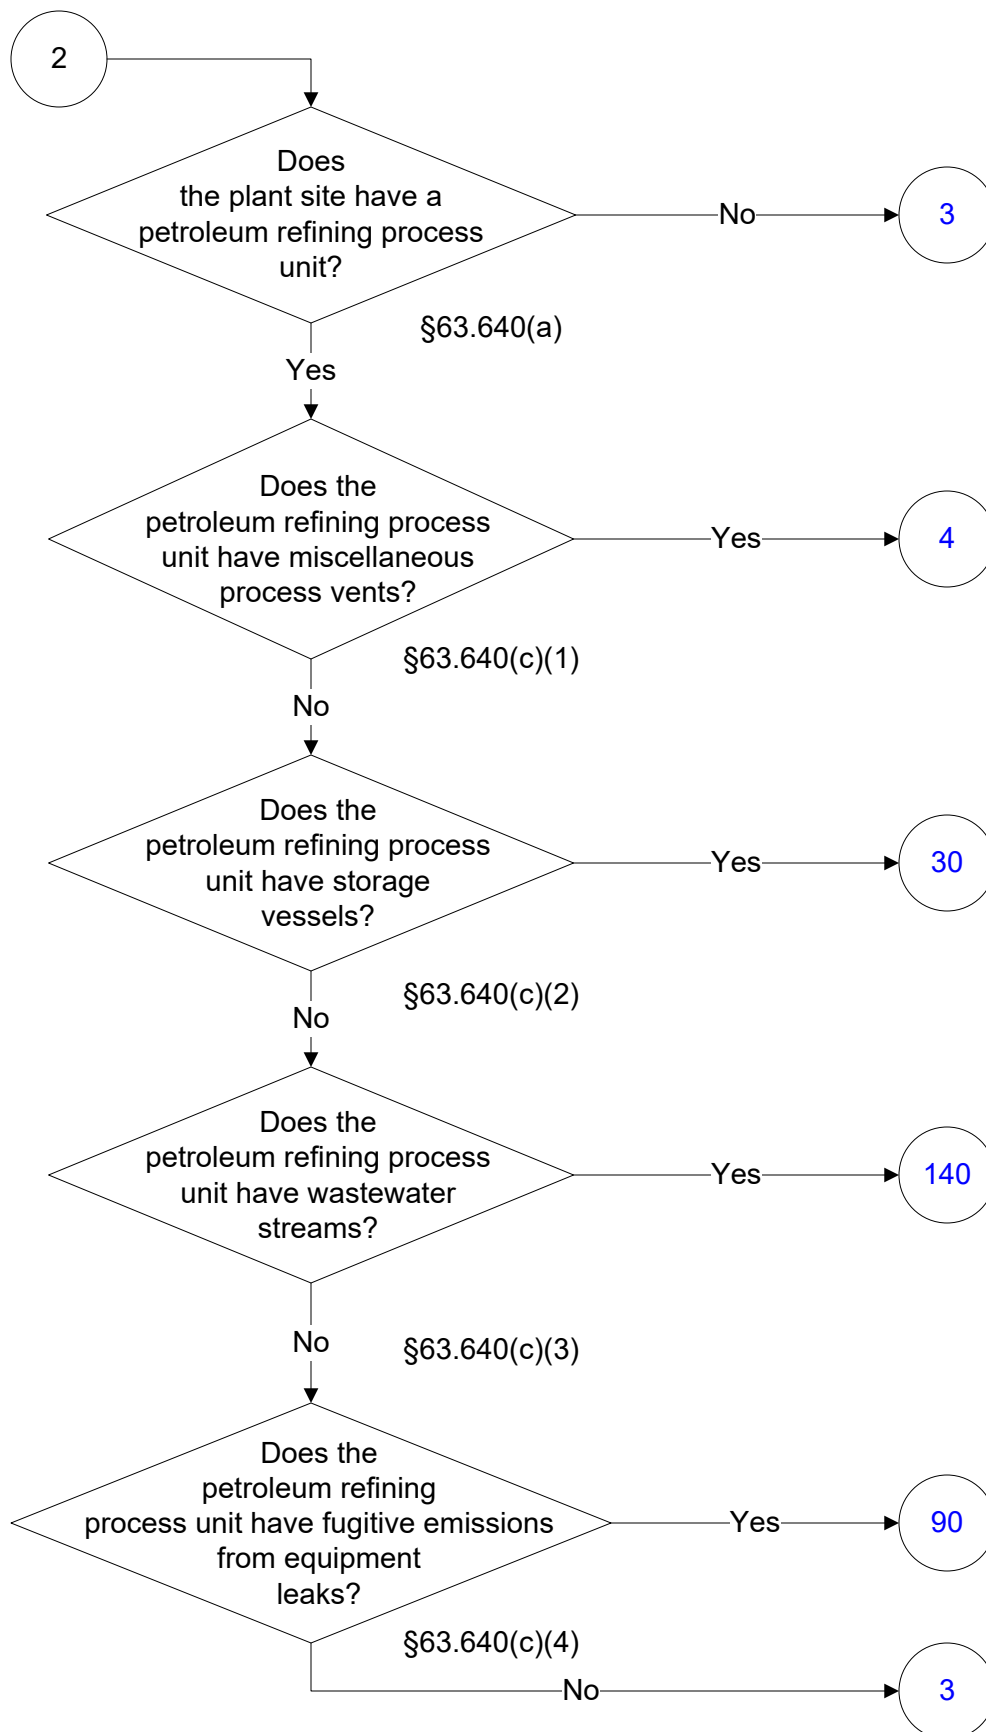 2
Does
the plant site have a
petroleum refining process
unit?
No
3
§63.640(a)
Yes
Does the
petroleum refining process
unit have miscellaneous
process vents?
Yes
4
§63.640(c)(1)
No
Does the
petroleum refining process
unit have storage
vessels?
Yes
30
§63.640(c)(2)
No
Does the
petroleum refining process
unit have wastewater
streams?
Yes
140
No
§63.640(c)(3)
Does the
petroleum refining
process unit have fugitive emissions
from equipment
leaks?
Yes
90
§63.640(c)(4)
No
3